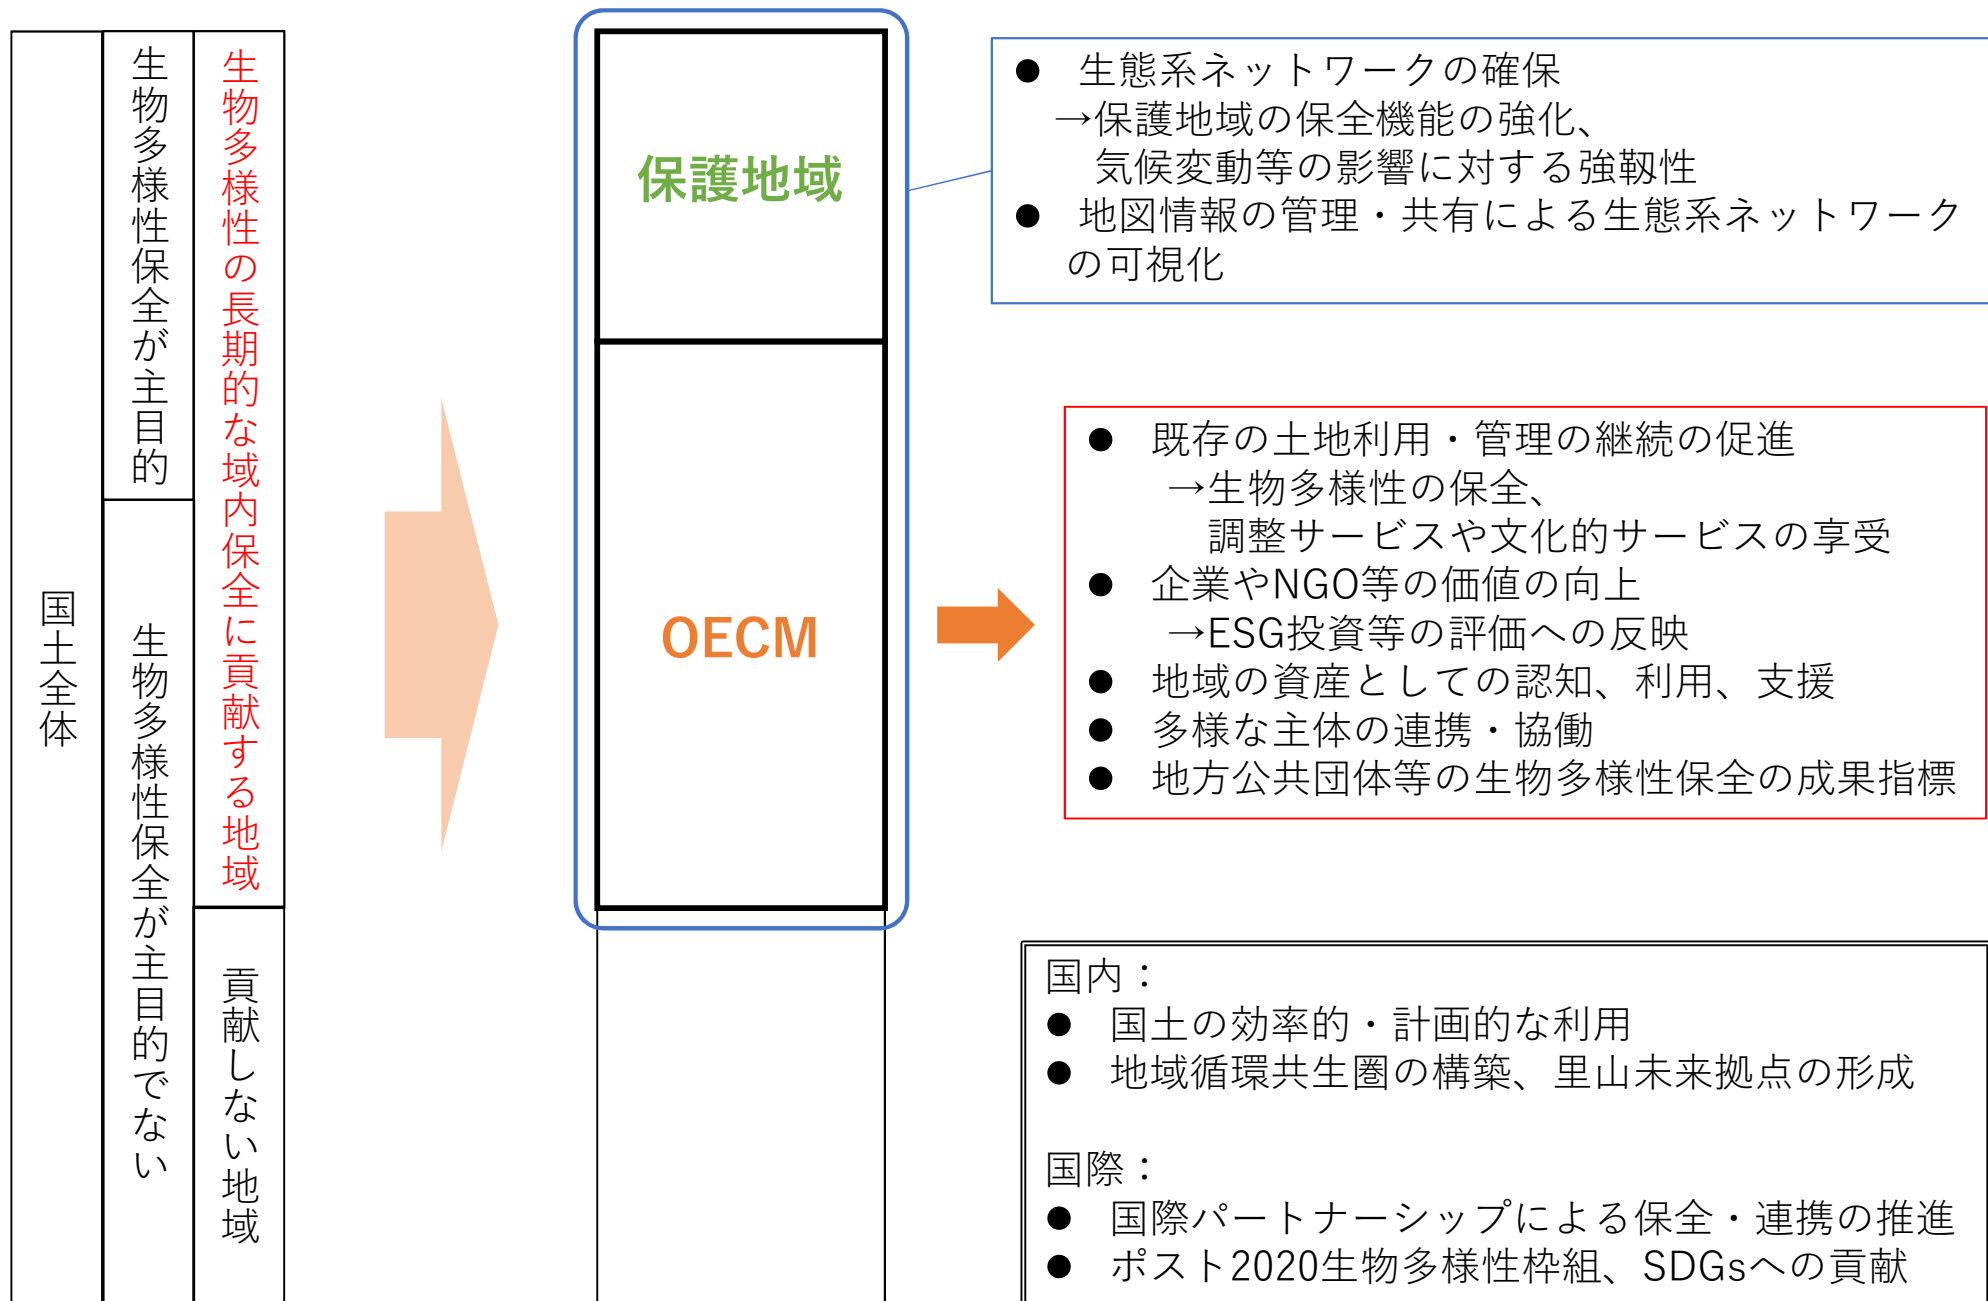 国土全体
生物多様性保全が主目的
生物多様性保全が主目的でない
生物多様性の長期的な域内保全に貢献する地域
貢献しない地域
保護地域
OECM
● 生態系ネットワークの確保
→保護地域の保全機能の強化、
気候変動等の影響に対する強靱性
● 地図情報の管理・共有による生態系ネットワーク
の可視化
● 既存の土地利用・管理の継続の促進
→生物多様性の保全、
調整サービスや文化的サービスの享受
● 企業やNGO等の価値の向上
→ESG投資等の評価への反映
● 地域の資産としての認知、利用、支援
● 多様な主体の連携・協働
● 地方公共団体等の生物多様性保全の成果指標
国内：
● 国土の効率的・計画的な利用
● 地域循環共生圏の構築、里山未来拠点の形成
国際：
● 国際パートナーシップによる保全・連携の推進
● ポスト2020生物多様性枠組、SDGsへの貢献